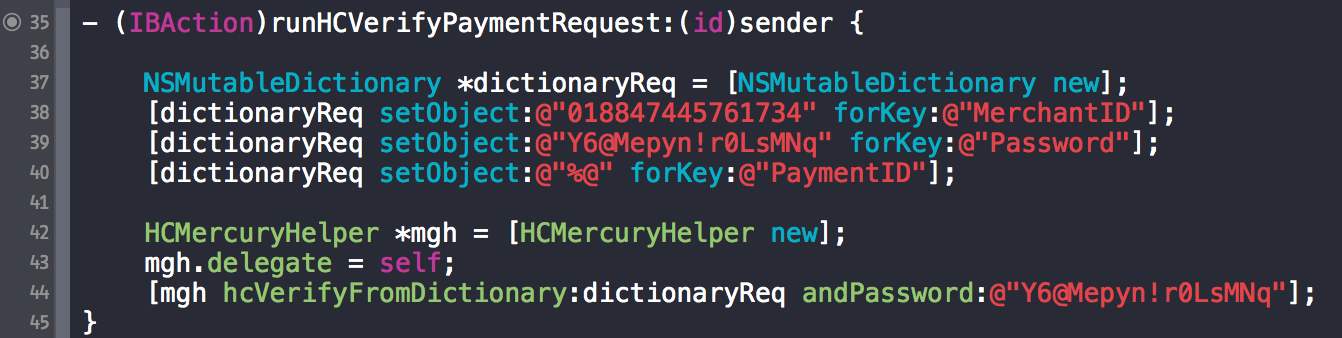 35 - (IBAction)runHCVerifyPaymentRequest:(id)sender {
36
37 NSMutableDictionary *dictionaryReq = [NSMutableDictionary new];
38 [dictionaryReq setObject:@"018847445761734" forKey:@"MerchantID"];
39 [dictionaryReq setObject:@"Y6@Mepyn!r0LsMNq" forKey:@"Password"];
40 [dictionaryReq setObject:@"%@" forKey:@"PaymentID"];
41
42 HCMercuryHelper *mgh = [HCMercuryHelper new];
43 mgh.delegate = self;
44 [mgh hcVerifyFromDictionary:dictionaryReq andPassword:@"Y6@Mepyn!r0LsMNq"];
45 }